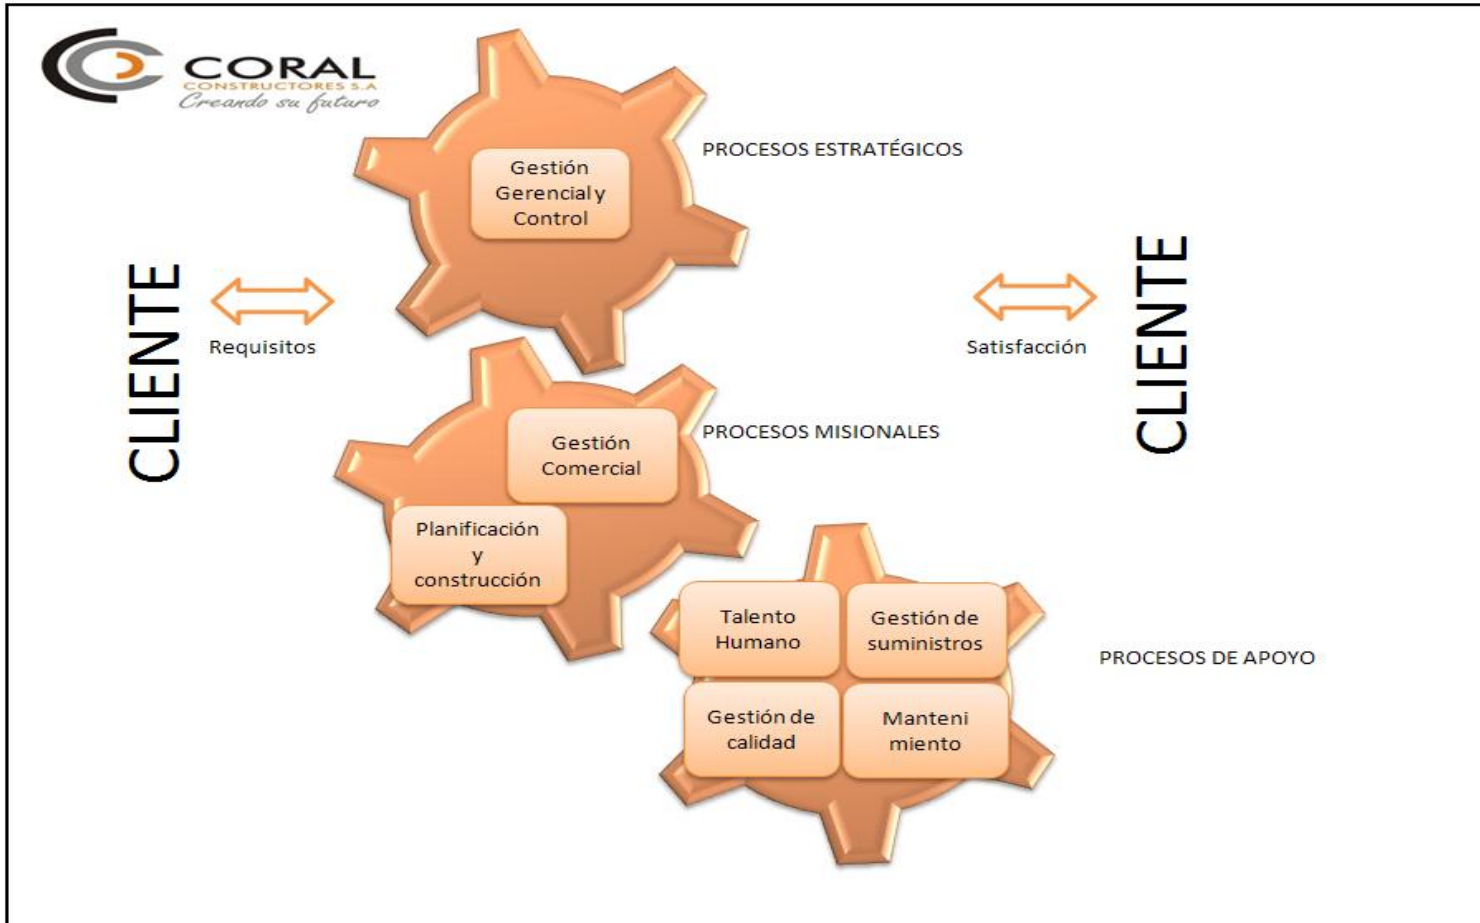 CORAL
CONSTRUCTORES S.A
Creando su futuro
PROCESOS ESTRATÉGICOS
Gestión
Gerencial y
Control
CLIENTE
Requisitos
Satisfacción
CLIENTE
PROCESOS MISIONALES
Gestión
Comercial
Planificación
y
construcción
Talento
Humano
Gestión de
suministros
PROCESOS DE APOYO
Gestión de
calidad
Manteni
miento